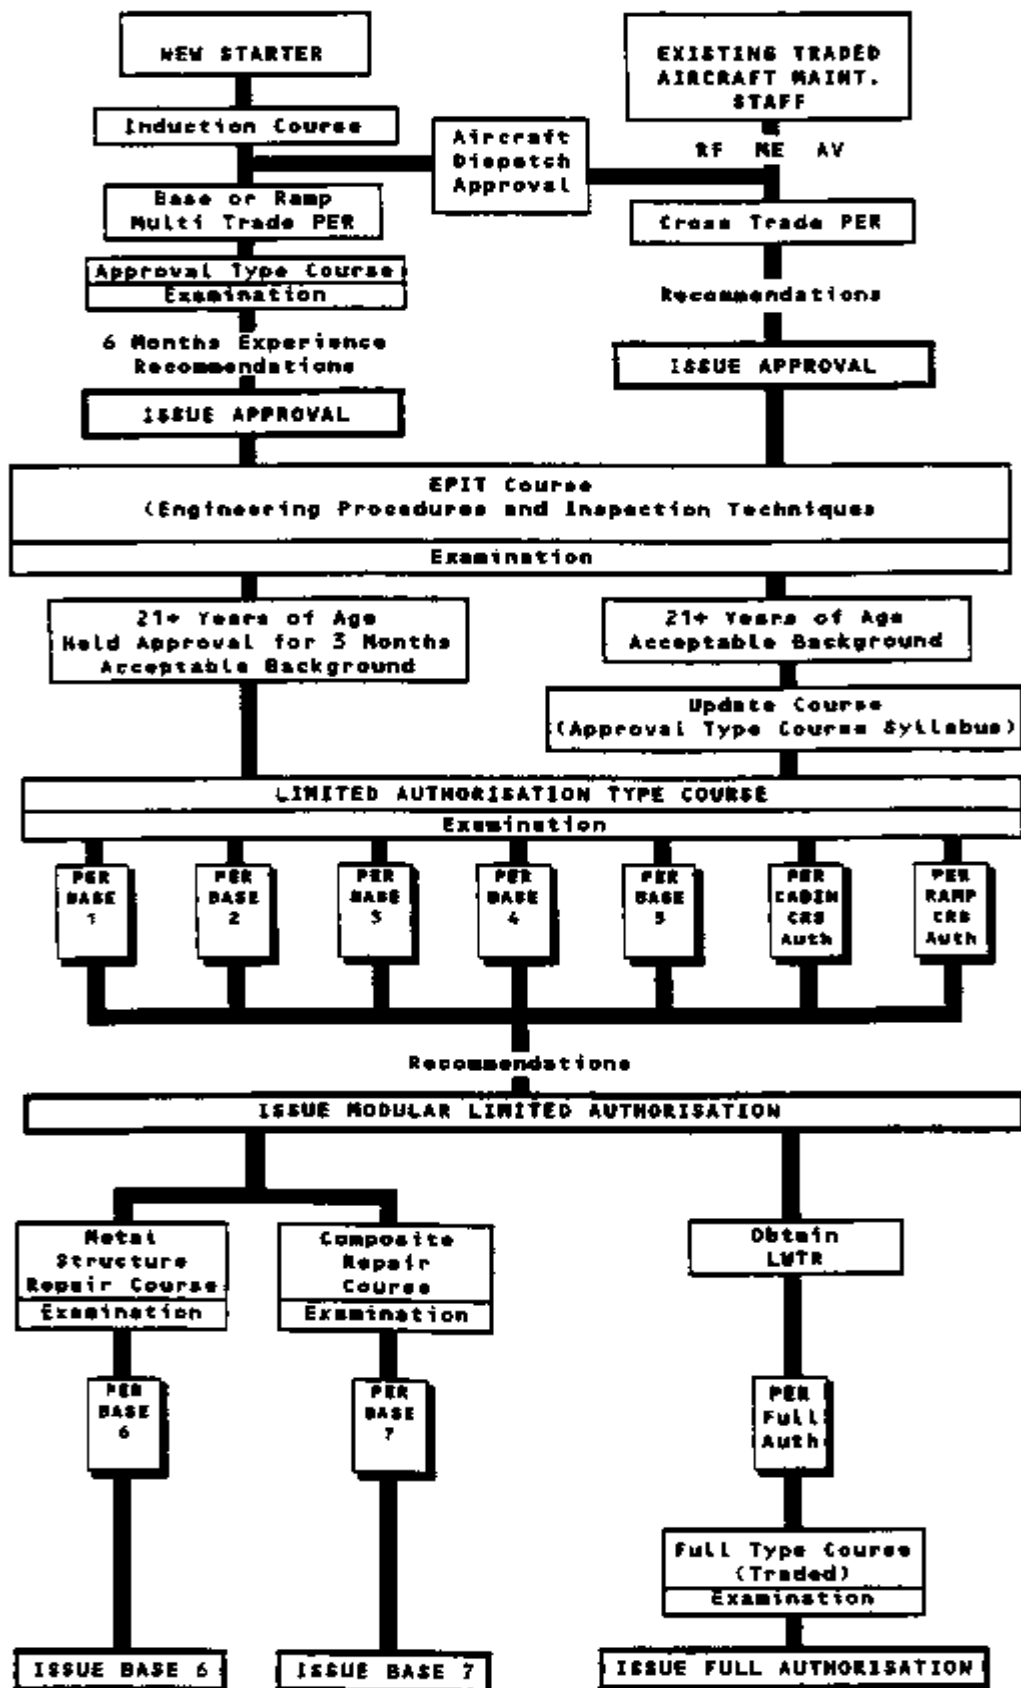 NEW STARTER
EXISTING TRADED
AIRCRAFT MAINT.
STAFF
Induction Course
Aircraft
Dispatch
Approval
RF ME AV
Base or Ramp
Multi Trade PER
Cross Trade PER
Approval Type Course
Examination
Recommendations
6 Months Experience
Recommendations
ISSUE APPROVAL
ISSUE APPROVAL
EPIT Course
(Engineering Procedures and Inspection Techniques
Examination
21+ Years of Age
Held Approval for 3 Months
Acceptable Background
21+ Years of Age
Acceptable Background
Update Course
(Approval Type Course Syllabus)
LIMITED AUTHORISATION TYPE COURSE
Examination
PER
BASE
1
PER
BASE
2
PER
BASE
3
PER
BASE
4
PER
BASE
5
PER
CABIN
CRS
Auth
PER
RAMP
CRS
Auth
Recommendations
ISSUE MODULAR LIMITED AUTHORISATION
Metal
Structure
Repair Course
Examination
Composite
Repair
Course
Examination
Obtain
LWTR
PER
BASE
6
PER
BASE
7
PER
Full
Auth
Full Type Course
(Traded)
Examination
ISSUE BASE 6
ISSUE BASE 7
ISSUE FULL AUTHORISATION